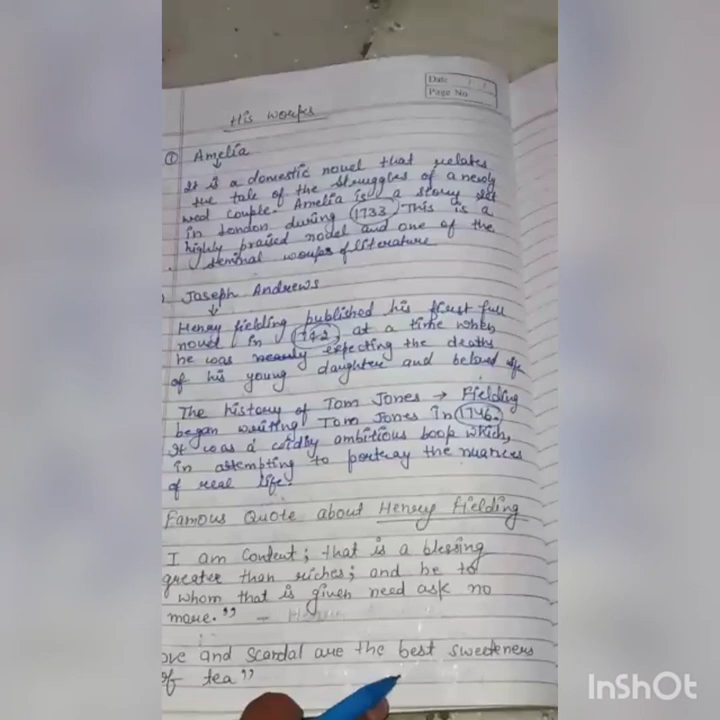 Date / /
Page No
His works
① Amelia
It is a domestic novel that relates
the tale of the struggles of a newly
wed couple. Amelia is a story set
in London during 1733 This is a
highly praised novel and one of the
seminal works of literature
Joseph Andrews
Henry fielding published his first full
novel in 1742, at a time when
he was nearly expecting the deaths
of his young daughter and beloved wife
The history of Tom Jones → Fielding
began writing Tom Jones in 1746.
It was a ambitious book which,
in attempting to portray the nuances
of real life.
Famous Quote about Henry Fielding
I am content; that is a blessing
greater than riches; and he to
whom that is given need ask no
more." -
ove and Scandal are the best sweeteners
of tea"
InShOt